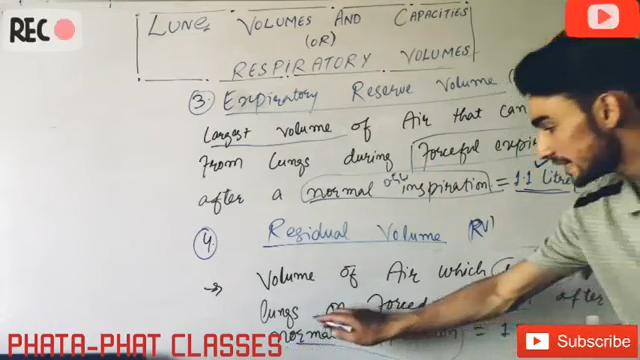 REC
LUNG VOLUMES AND CAPACITIES
(OR)
RESPIRATORY VOLUMES
3. Expiratory Reserve Volume (
Largest volume of Air that can
from lungs during forceful
after a normal inspiration = 1.1 Litre
4. Residual Volume (RV)
Volume of Air which
lungs Forced after
normal = 1
PHATA-PHAT CLASSES
Subscribe